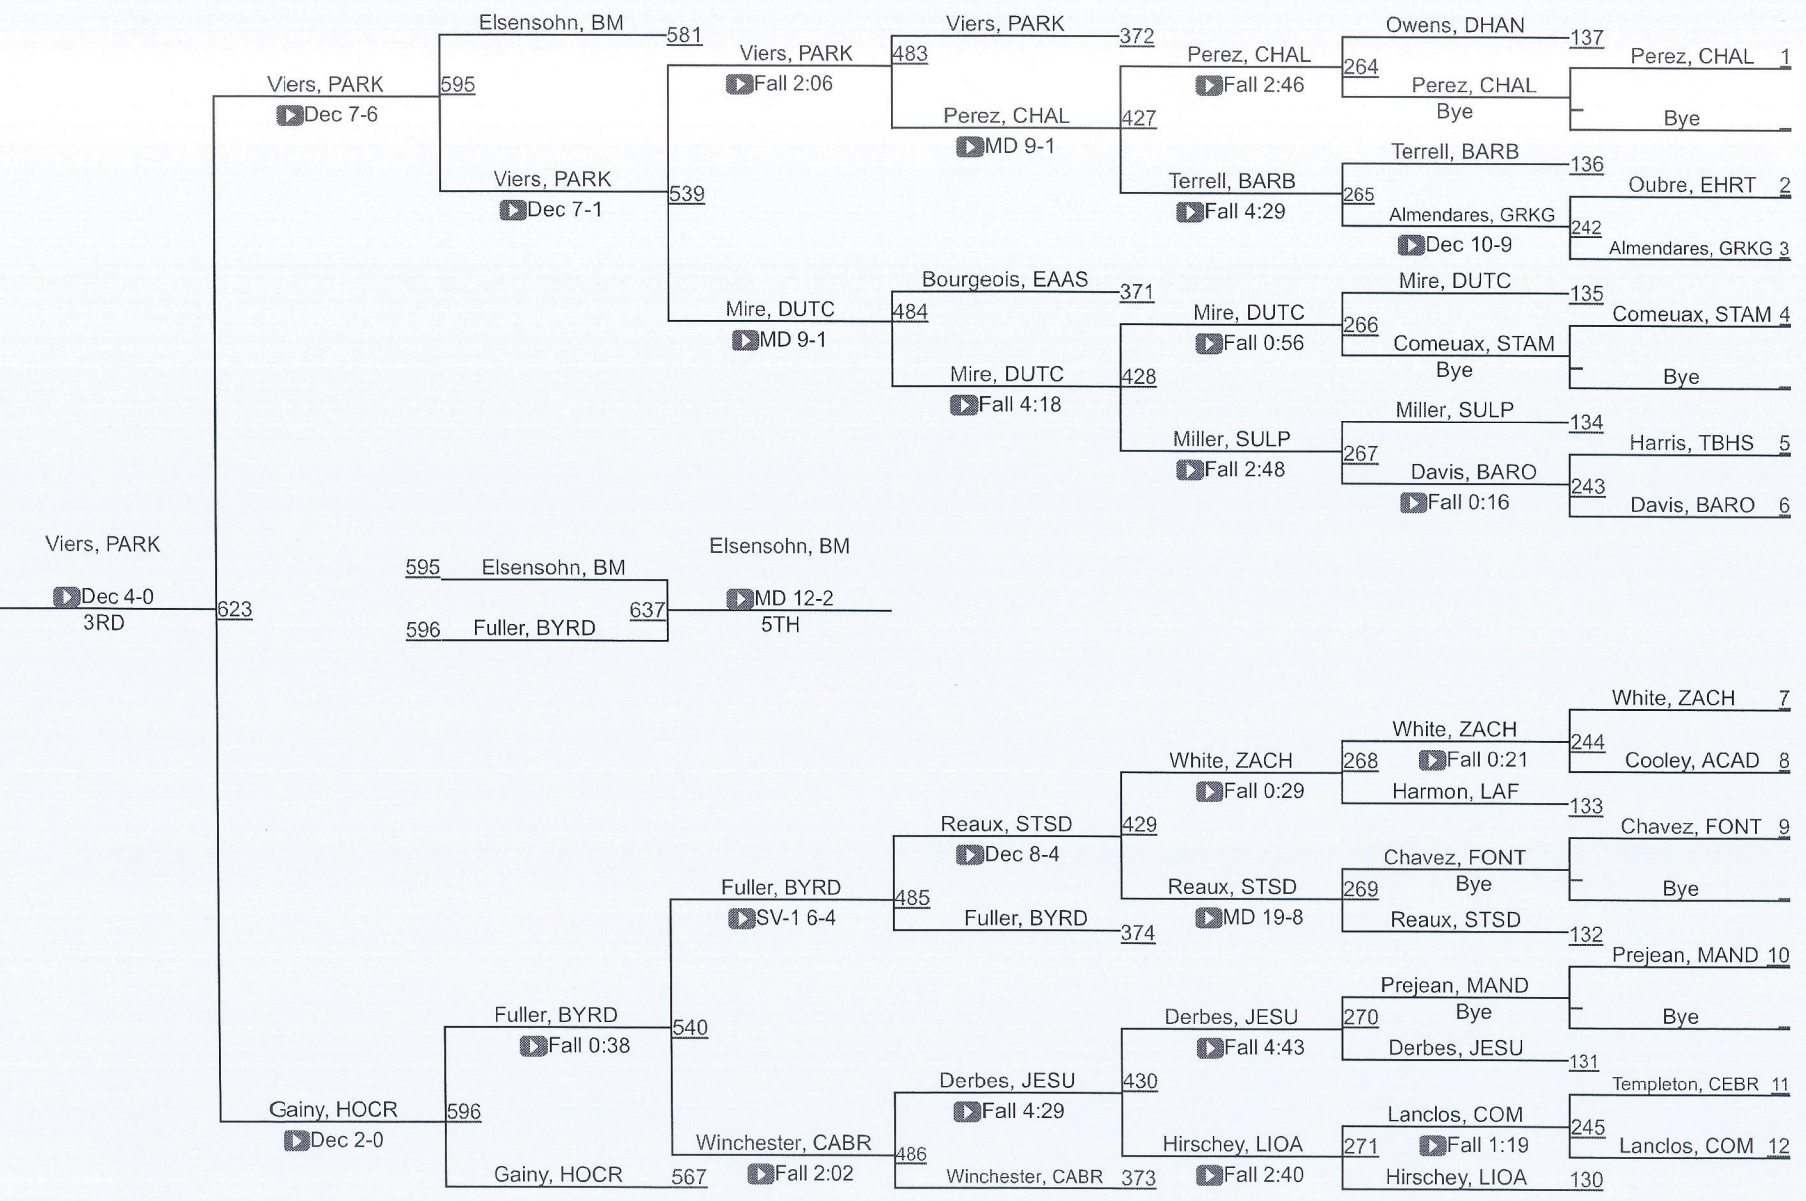 Elsensohn, BM
581
Viers, PARK
372
Owens, DHAN
137
Viers, PARK
483
Perez, CHAL
264
Perez, CHAL 1
Fall 2:06
Fall 2:46
Viers, PARK
595
Perez, CHAL
Bye
Dec 7-6
Perez, CHAL
427
Bye
MD 9-1
Terrell, BARB
136
Viers, PARK
539
Terrell, BARB
265
Oubre, EHRT 2
Dec 7-1
Fall 4:29
Almendares, GRKG
242
Dec 10-9
Almendares, GRKG 3
Bourgeois, EAAS
371
Mire, DUTC
135
Mire, DUTC
484
Mire, DUTC
266
Comeuax, STAM 4
MD 9-1
Fall 0:56
Comeuax, STAM
Bye
Mire, DUTC
428
Bye
Fall 4:18
Miller, SULP
134
Miller, SULP
267
Harris, TBHS 5
Fall 2:48
Davis, BARO
243
Fall 0:16
Davis, BARO 6
Viers, PARK
Elsensohn, BM
595
Elsensohn, BM
Dec 4-0
623
637
MD 12-2
3RD
596
Fuller, BYRD
5TH
White, ZACH 7
White, ZACH
244
White, ZACH
268
Fall 0:21
Cooley, ACAD 8
Fall 0:29
Harmon, LAF
133
Reaux, STSD
429
Chavez, FONT 9
Dec 8-4
Chavez, FONT
Bye
Fuller, BYRD
485
Reaux, STSD
269
Bye
SV-1 6-4
MD 19-8
Fuller, BYRD
374
Reaux, STSD
132
Prejean, MAND 10
Prejean, MAND
Bye
Fuller, BYRD
540
Derbes, JESU
270
Bye
Fall 0:38
Fall 4:43
Derbes, JESU
131
Derbes, JESU
430
Templeton, CEBR 11
Fall 4:29
Gainy, HOCR
596
Lanclos, COM
245
Dec 2-0
Winchester, CABR
486
Hirschey, LIOA
271
Fall 1:19
Lanclos, COM 12
Gainy, HOCR
567
Fall 2:02
Winchester, CABR
373
Fall 2:40
Hirschey, LIOA
130